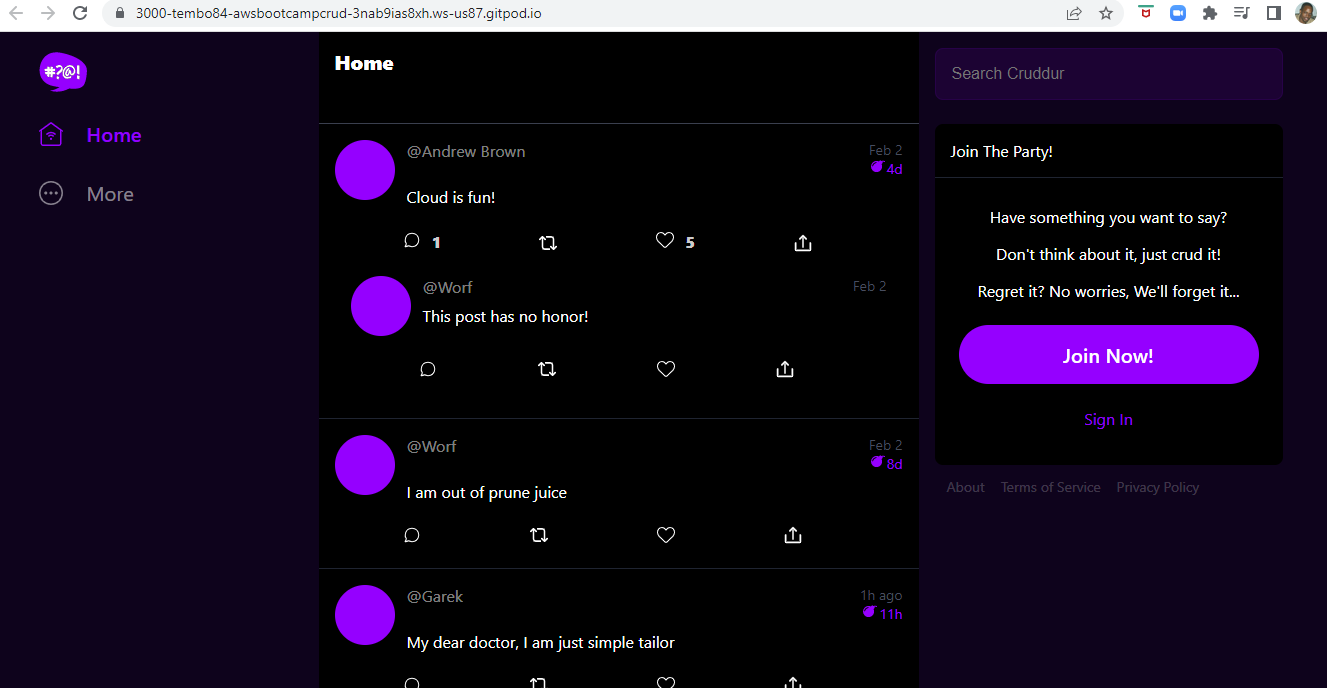 3000-tembo84-awsbootcampcrud-3nab9ias8xh.ws-us87.gitpod.io
#?@!
Home
More
Home
@Andrew Brown
Feb 2
4d
Cloud is fun!
1
5
@Worf
Feb 2
This post has no honor!
@Worf
Feb 2
8d
I am out of prune juice
@Garek
1h ago
11h
My dear doctor, I am just simple tailor
Search Cruddur
Join The Party!
Have something you want to say?
Don't think about it, just crud it!
Regret it? No worries, We'll forget it...
Join Now!
Sign In
About Terms of Service Privacy Policy